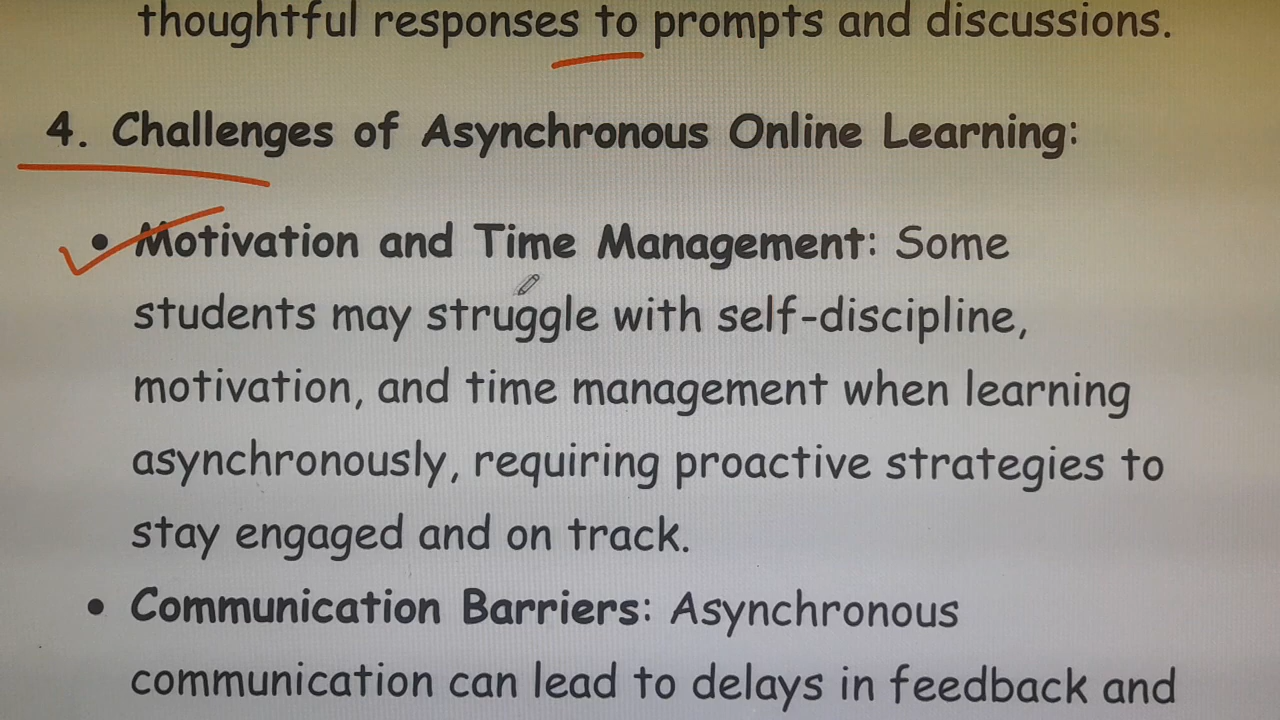 thoughtful responses to prompts and discussions.
4. Challenges of Asynchronous Online Learning:
• Motivation and Time Management: Some
students may struggle with self-discipline,
motivation, and time management when learning
asynchronously, requiring proactive strategies to
stay engaged and on track.
• Communication Barriers: Asynchronous
communication can lead to delays in feedback and